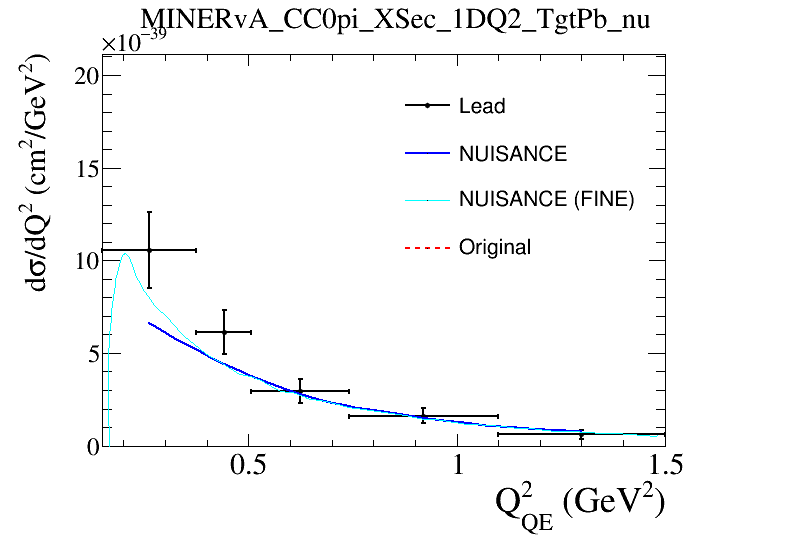 MINERvA_CC0pi_XSec_1DQ2_TgtPb_nu
×10⁻³⁹
20
15
10
5
0
dσ/dQ² (cm²/GeV²)
Lead
NUISANCE
NUISANCE (FINE)
Original
0.5 1 1.5
Q²_QE (GeV²)